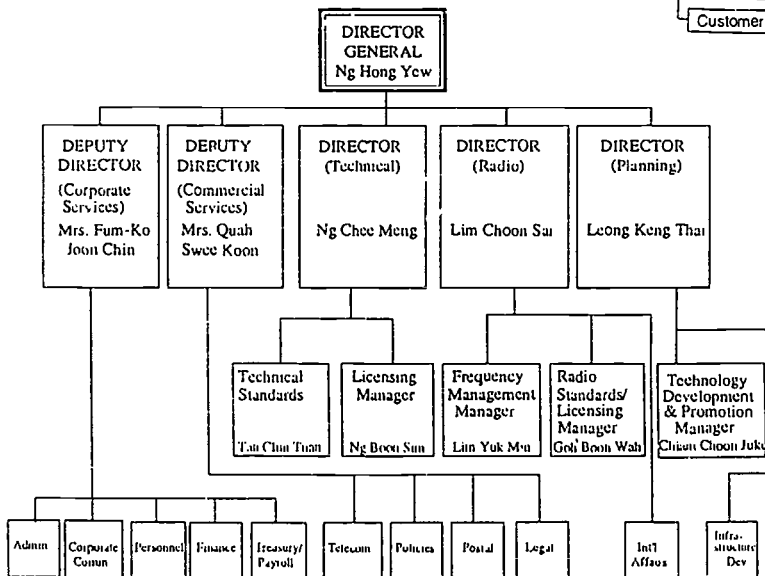 Customer
DIRECTOR
GENERAL
Ng Hong Yew
DEPUTY
DIRECTOR
(Corporate
Services)
Mrs. Fum-Ko
Joon Chin
DEPUTY
DIRECTOR
(Commercial
Services)
Mrs. Quah
Swee Koon
DIRECTOR
(Technical)
Ng Chee Meng
DIRECTOR
(Radio)
Lim Choon Sai
DIRECTOR
(Planning)
Leong Keng Thai
Technical
Standards
Tan Chin Tuan
Licensing
Manager
Ng Boon Sim
Frequency
Management
Manager
Lim Yuk Min
Radio
Standards/
Licensing
Manager
Goh Boon Wah
Technology
Development
& Promotion
Manager
Choon Juke
Admin
Corporate
Comun
Personnel
Finance
Treasury/
Payroll
Telecom
Policies
Postal
Legal
Int'l
Affairs
Infra-
structure
Dev